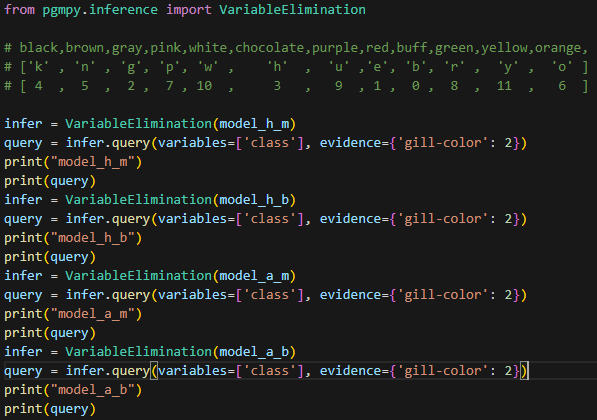 from pgmpy.inference import VariableElimination
# black,brown,gray,pink,white,chocolate,purple,red,buff,green,yellow,orange,
# ['k' , 'n' , 'g', 'p', 'w' ,    'h'  ,  'u' ,'e', 'b', 'r' ,  'y' ,  'o' ]
# [ 4  ,  5  , 2 , 7 , 10  ,     3   ,   9  , 1 , 0 , 8  ,  11  ,   6  ]
infer = VariableElimination(model_h_m)
query = infer.query(variables=['class'], evidence={'gill-color': 2})
print("model_h_m")
print(query)
infer = VariableElimination(model_h_b)
query = infer.query(variables=['class'], evidence={'gill-color': 2})
print("model_h_b")
print(query)
infer = VariableElimination(model_a_m)
query = infer.query(variables=['class'], evidence={'gill-color': 2})
print("model_a_m")
print(query)
infer = VariableElimination(model_a_b)
query = infer.query(variables=['class'], evidence={'gill-color': 2})
print("model_a_b")
print(query)